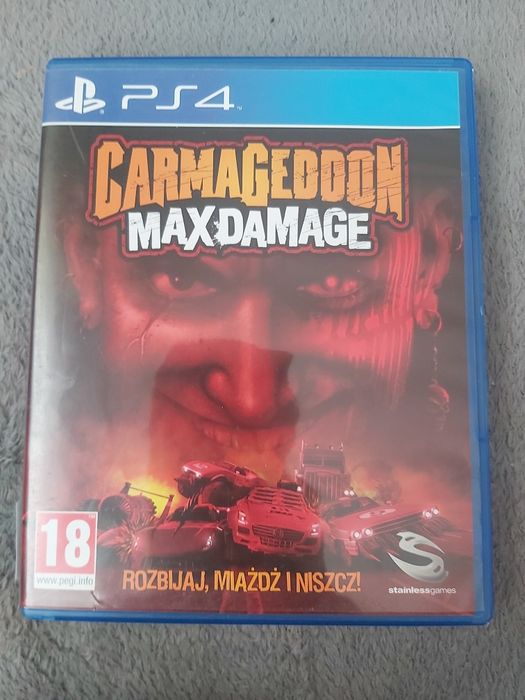 PS4
CARMAGEDDON
MAX DAMAGE
18
www.pegi.info
ROZBIJAJ, MIAŻDŻ I NISZCZ!
stainlessgames